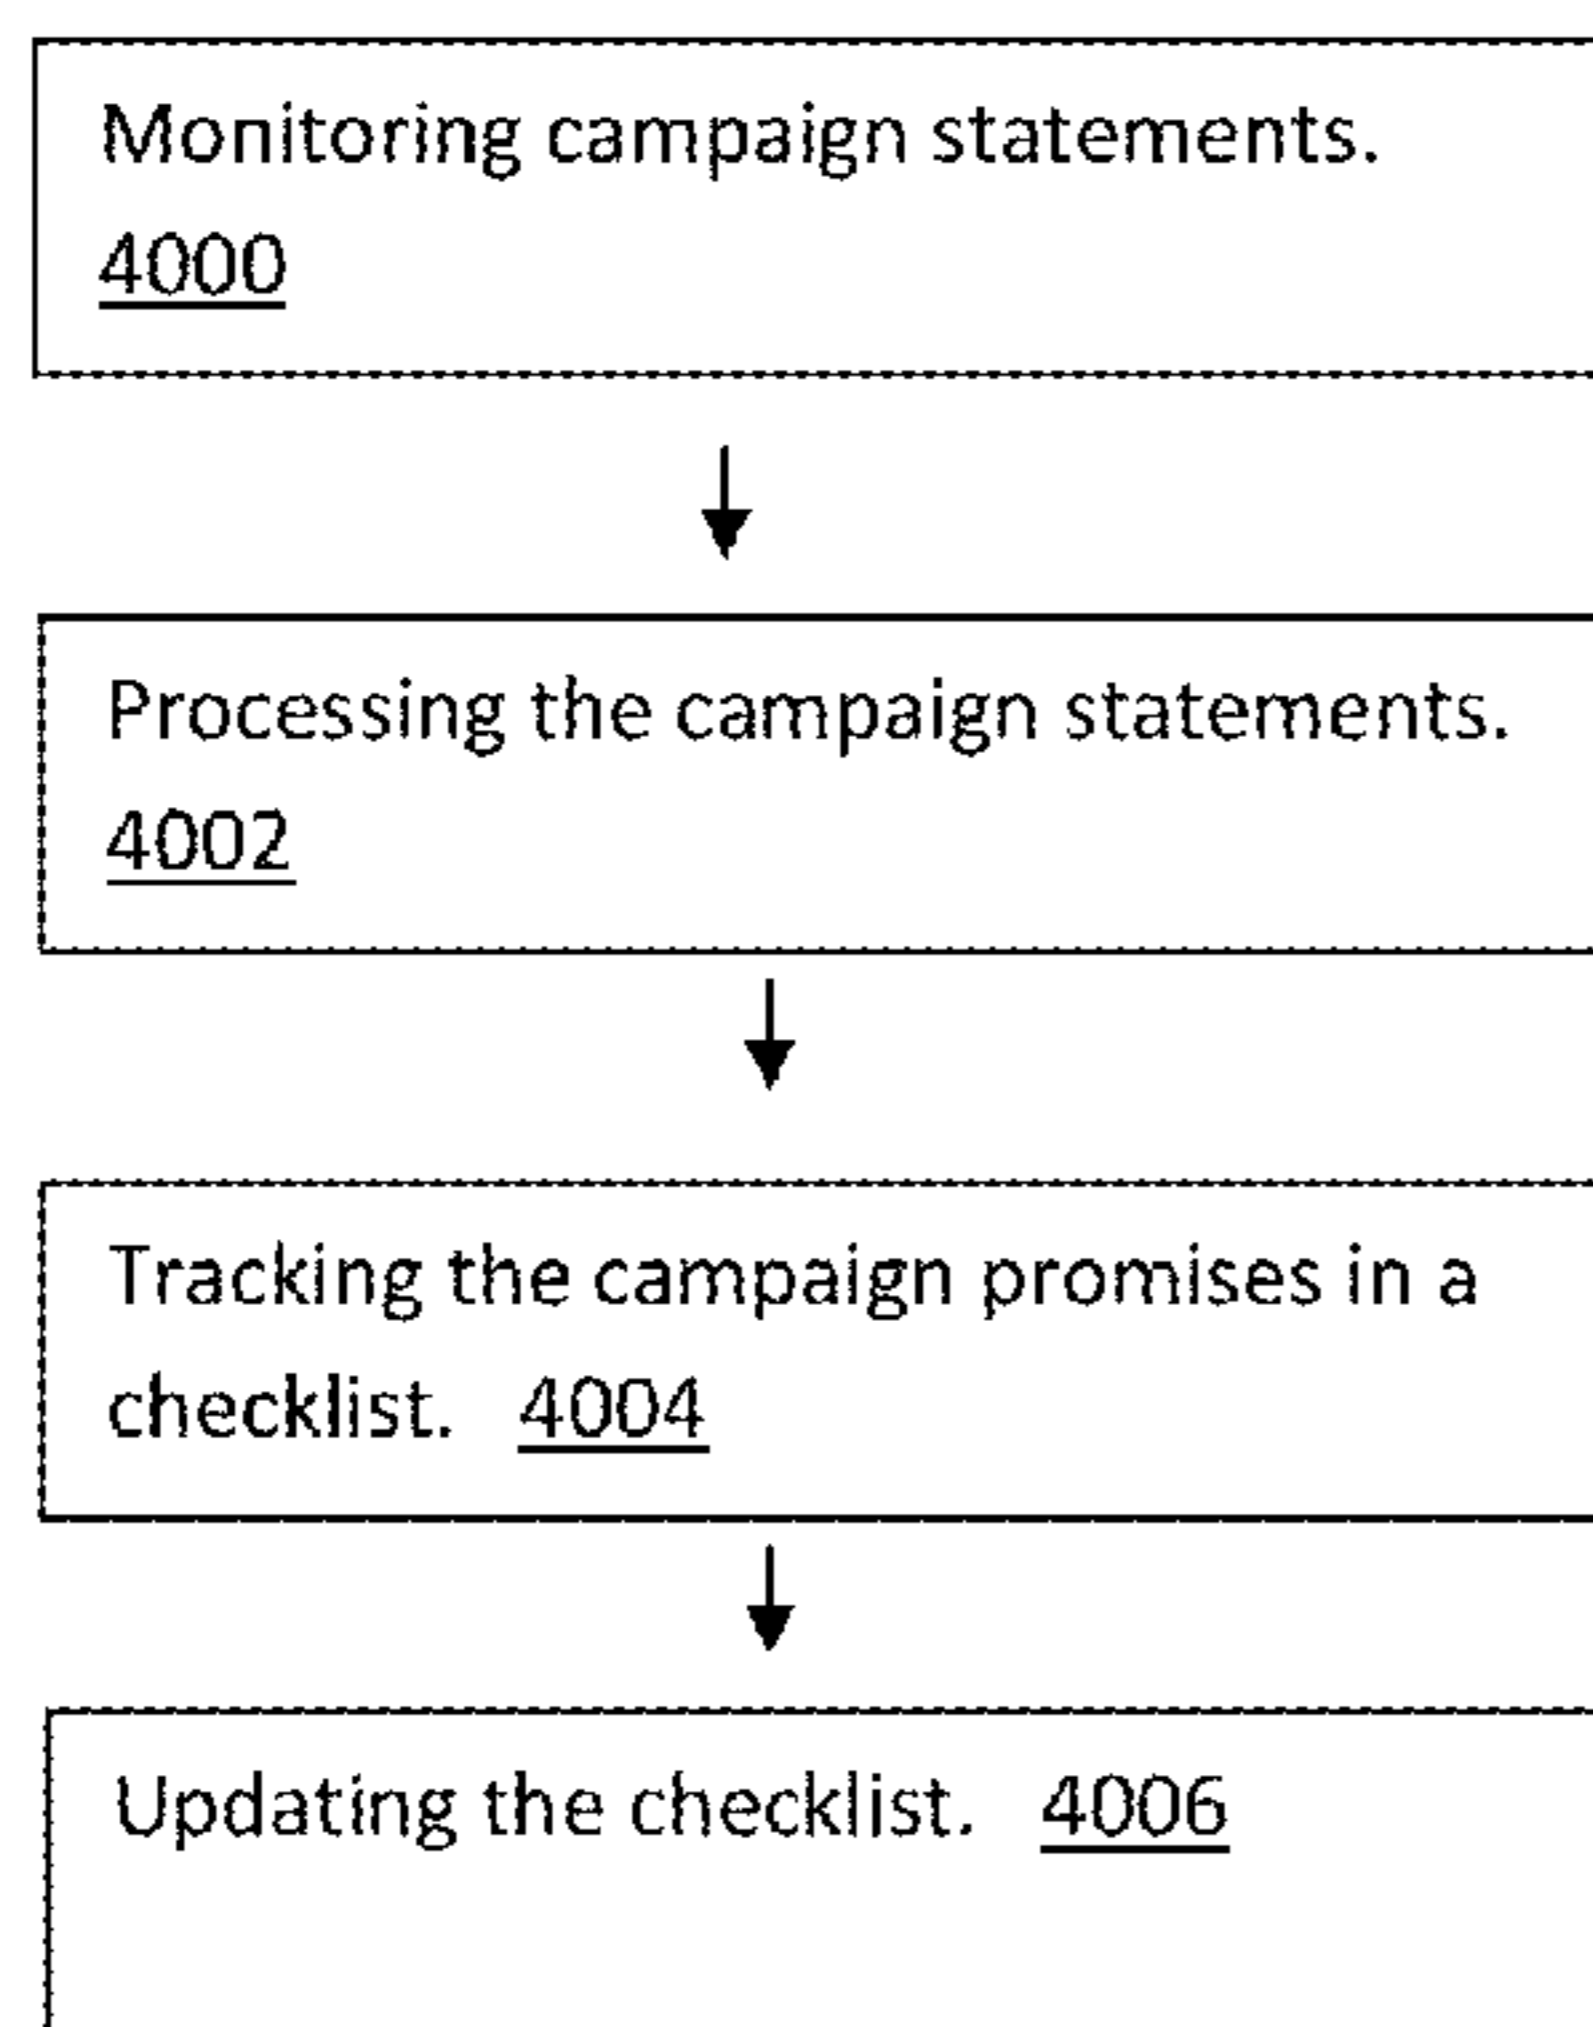 Monitoring campaign statements.
4000
Processing the campaign statements.
4002
Tracking the campaign promises in a
checklist. 4004
Updating the checklist. 4006